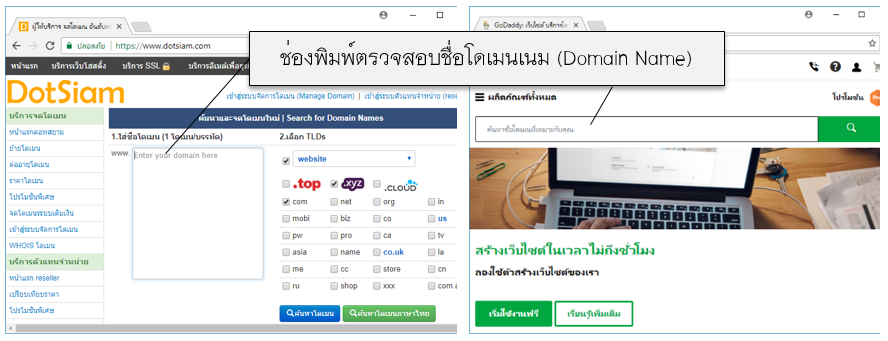 ผู้ให้บริการ จดโดเมน อันดับ
ปลอดภัย | https://www.dotsiam.com
หน้าแรก บริการเว็บโฮสติ้ง บริการ SSL บริการอีเมล์เพื่อธุ
DotSiam
เข้าสู่ระบบจัดการโดเมน (Manage Domain) | เข้าสู่ระบบตัวแทนจำหน่าย (rese
บริการจดโดเมน
หน้าแรกดอทสยาม
ย้ายโดเมน
ต่ออายุโดเมน
ราคาโดเมน
โปรโมชั่นพิเศษ
จดโดเมนระบบเติมเงิน
เข้าสู่ระบบจัดการโดเมน
WHOIS โดเมน
บริการตัวแทนจำหน่าย
หน้าแรก reseller
เปรียบเทียบราคา
โปรโมชั่นพิเศษ
ค้นหาและจดโดเมนใหม่ | Search for Domain Names
1.ใส่ชื่อโดเมน (1 โดเมน/บรรทัด) 2.เลือก TLDs
www. Enter your domain here
website
.top .xyz .CLOUD
com net org in
mobi biz co us
pw pro ca tv
asia name co.uk la
me cc store cn
ru shop xxx com.a
ค้นหาโดเมน ค้นหาโดเมนภาษาไทย
ช่องพิมพ์ตรวจสอบชื่อโดเมนเนม (Domain Name)
GoDaddy: เว็บไซต์ บริการโด
ผลิตภัณฑ์ทั้งหมด โปรโมชัน Pro
ค้นหาชื่อโดเมนที่เหมาะกับคุณ
สร้างเว็บไซต์ในเวลาไม่ถึงชั่วโมง
ลองใช้ตัวสร้างเว็บไซต์ของเรา
เริ่มใช้งานฟรี เรียนรู้เพิ่มเติม